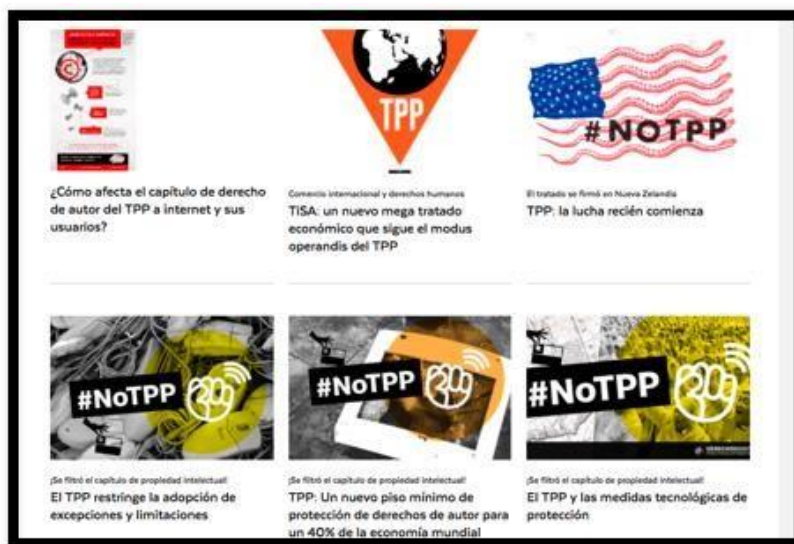 TPP
#NOTPP
¿Cómo afecta el capítulo de derecho
de autor del TPP a internet y sus
usuarios?
Comercio internacional y derechos humanos
TiSA: un nuevo mega tratado
económico que sigue el modus
operandis del TPP
El tratado se firmó en Nueva Zelandia
TPP: la lucha recién comienza
#NoTPP
#NoTPP
#NoTPP
¡Se filtró el capítulo de propiedad intelectual!
El TPP restringe la adopción de
excepciones y limitaciones
¡Se filtró el capítulo de propiedad intelectual!
TPP: Un nuevo piso mínimo de
protección de derechos de autor para
un 40% de la economía mundial
¡Se filtró el capítulo de propiedad intelectual!
El TPP y las medidas tecnológicas de
protección